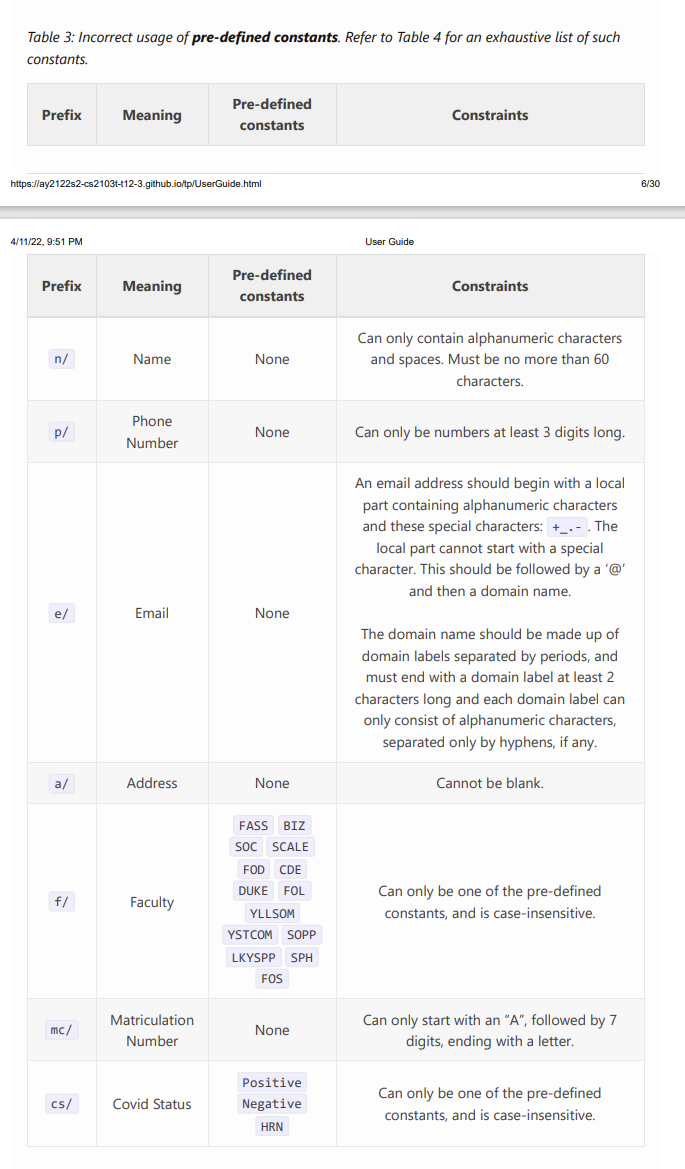 Table 3: Incorrect usage of pre-defined constants. Refer to Table 4 for an exhaustive list of such
constants.
Prefix Meaning Pre-defined constants Constraints
https://ay2122s2-cs2103t-t12-3.github.io/tp/UserGuide.html 6/30
4/11/22, 9:51 PM User Guide
Prefix Meaning Pre-defined constants Constraints
n/ Name None Can only contain alphanumeric characters
and spaces. Must be no more than 60
characters.
p/ Phone Number None Can only be numbers at least 3 digits long.
e/ Email None An email address should begin with a local
part containing alphanumeric characters
and these special characters: +_.- . The
local part cannot start with a special
character. This should be followed by a ‘@’
and then a domain name.
The domain name should be made up of
domain labels separated by periods, and
must end with a domain label at least 2
characters long and each domain label can
only consist of alphanumeric characters,
separated only by hyphens, if any.
a/ Address None Cannot be blank.
f/ Faculty
FASS BIZ
SOC SCALE
FOD CDE
DUKE FOL
YLLSOM
YSTCOM SOPP
LKYSPP SPH
FOS
Can only be one of the pre-defined
constants, and is case-insensitive.
mc/ Matriculation Number None Can only start with an “A”, followed by 7
digits, ending with a letter.
cs/ Covid Status
Positive
Negative
HRN
Can only be one of the pre-defined
constants, and is case-insensitive.